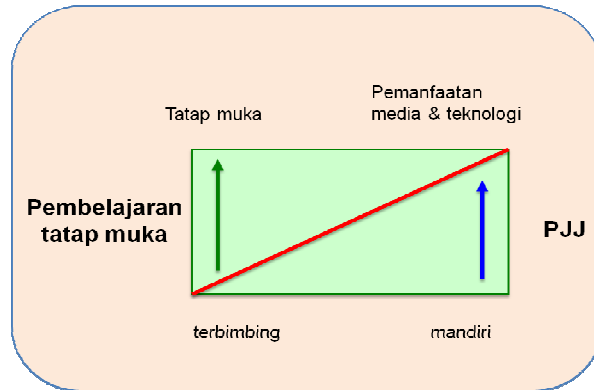 Tatap muka
Pemanfaatan
media & teknologi
Pembelajaran
tatap muka
PJJ
terbimbing
mandiri